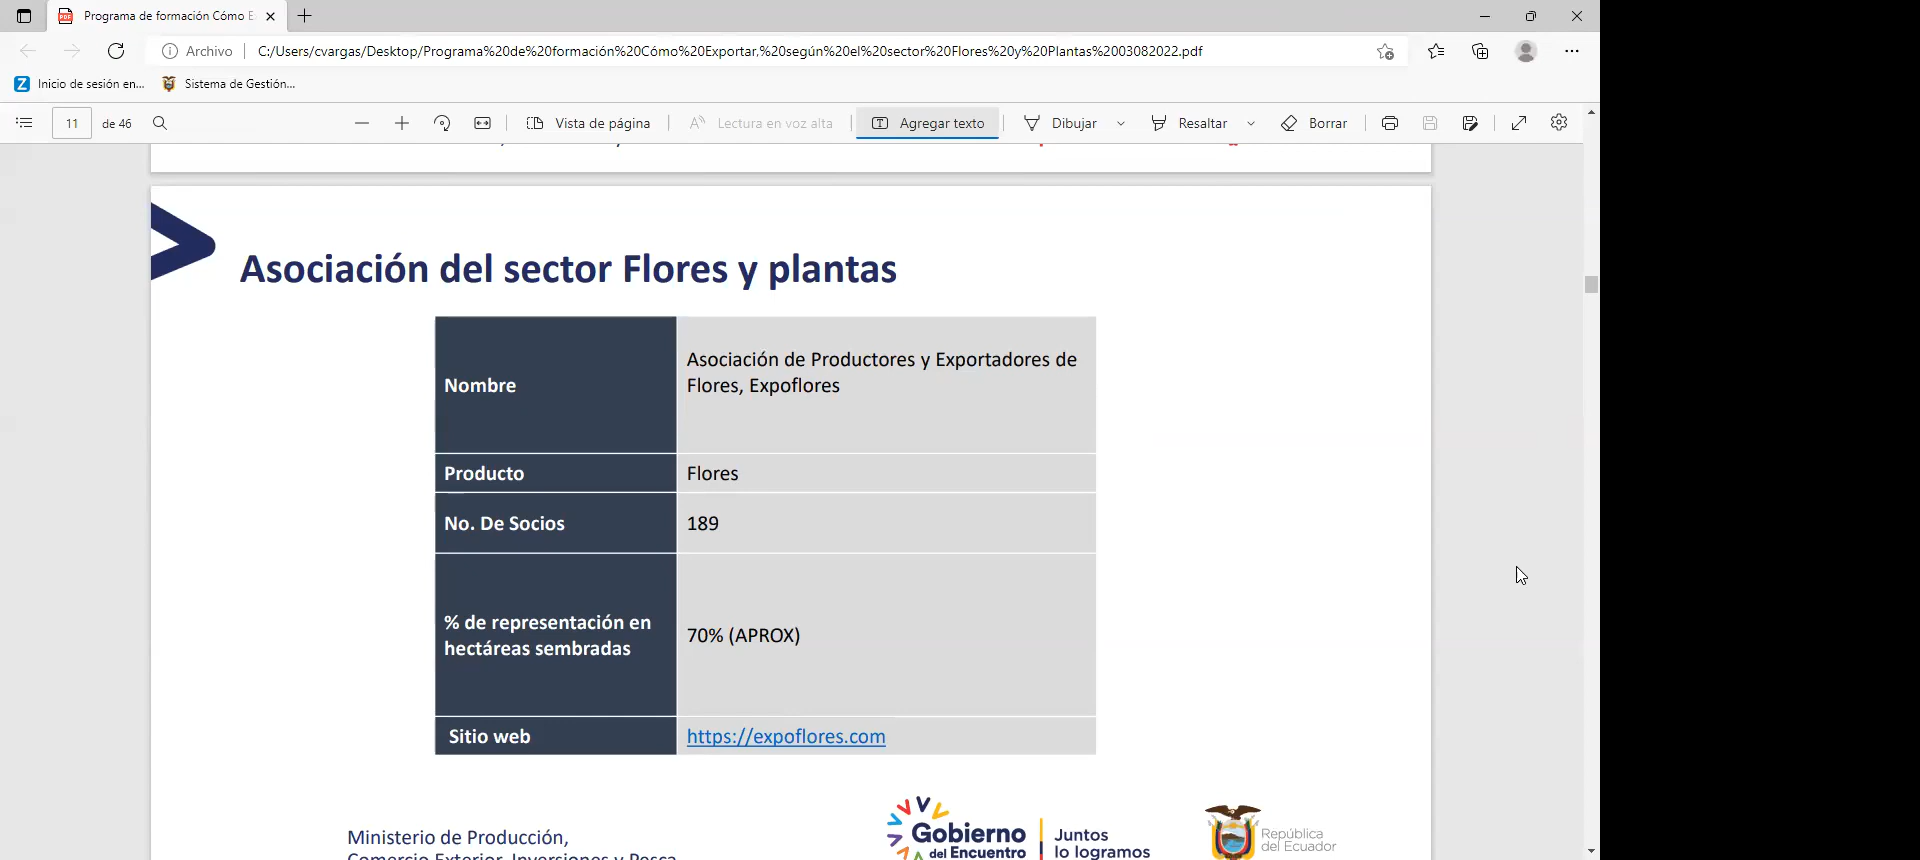 Programa de formación Cómo E
Archivo
C:/Users/cvargas/Desktop/Programa%20de%20formación%20Cómo%20Exportar,%20según%20el%20sector%20Flores%20y%20Plantas%2003082022.pdf
Inicio de sesión en...
Sistema de Gestión...
11 de 46
Vista de página
Lectura en voz alta
Agregar texto
Dibujar
Resaltar
Borrar
Asociación del sector Flores y plantas
Nombre
Asociación de Productores y Exportadores de
Flores, Expoflores
Producto
Flores
No. De Socios
189
% de representación en
hectáreas sembradas
70% (APROX)
Sitio web
https://expoflores.com
Ministerio de Producción,
Comercio Exterior, Inversiones y Pesca
Gobierno
del Encuentro
Juntos
lo logramos
República
del Ecuador